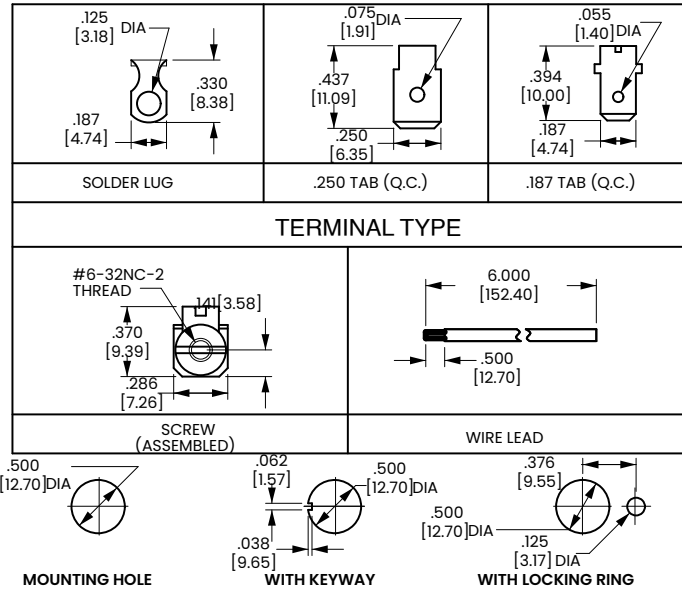 .125
[3.18] DIA
.330
[8.38]
.187
[4.74]
SOLDER LUG
.075
[1.91] DIA
.437
[11.09]
.250
[6.35]
.250 TAB (Q.C.)
.055
[1.40] DIA
.394
[10.00]
.187
[4.74]
.187 TAB (Q.C.)
TERMINAL TYPE
#6-32NC-2
THREAD
.141[3.58]
.370
[9.39]
.286
[7.26]
SCREW
(ASSEMBLED)
6.000
[152.40]
.500
[12.70]
WIRE LEAD
.500
[12.70]DIA
MOUNTING HOLE
.062
[1.57]
.500
[12.70]DIA
.038
[9.65]
WITH KEYWAY
.376
[9.55]
.500
[12.70]DIA
.125
[3.17] DIA
WITH LOCKING RING